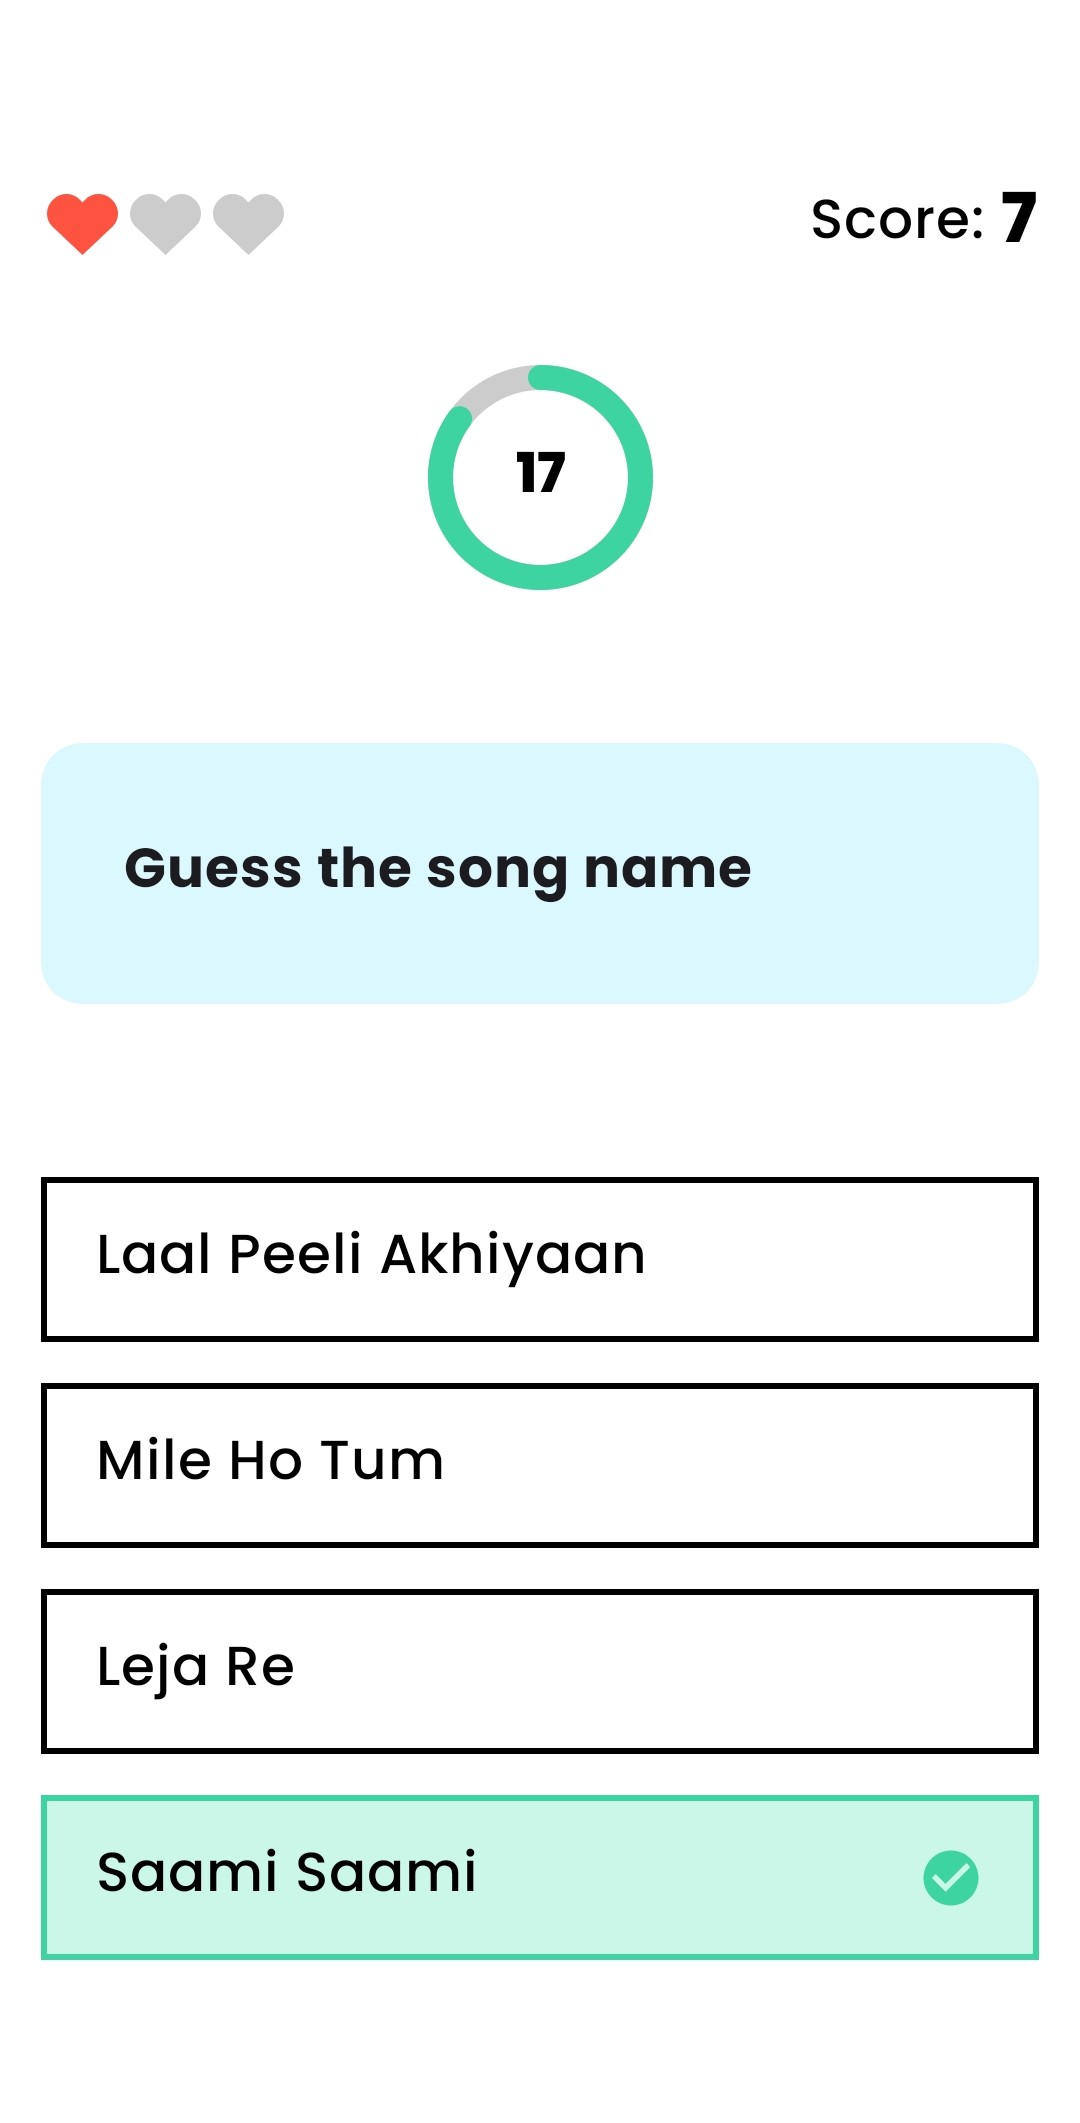 Score: 7
17
Guess the song name
Laal Peeli Akhiyaan
Mile Ho Tum
Leja Re
Saami Saami